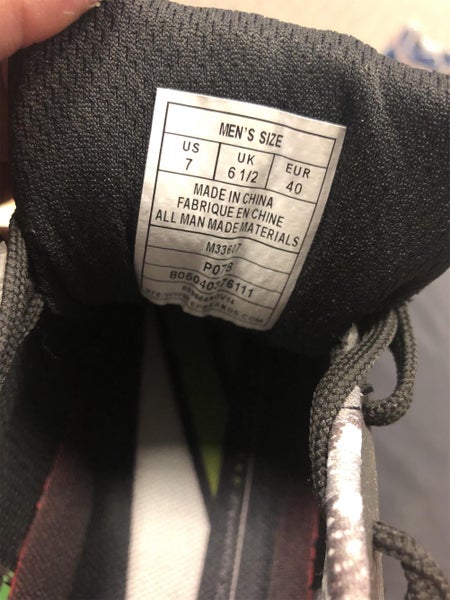 MEN'S SIZE
US UK EUR
7 6 1/2 40
MADE IN CHINA
FABRIQUE EN CHINE
ALL MAN MADE MATERIALS
M33607
P078